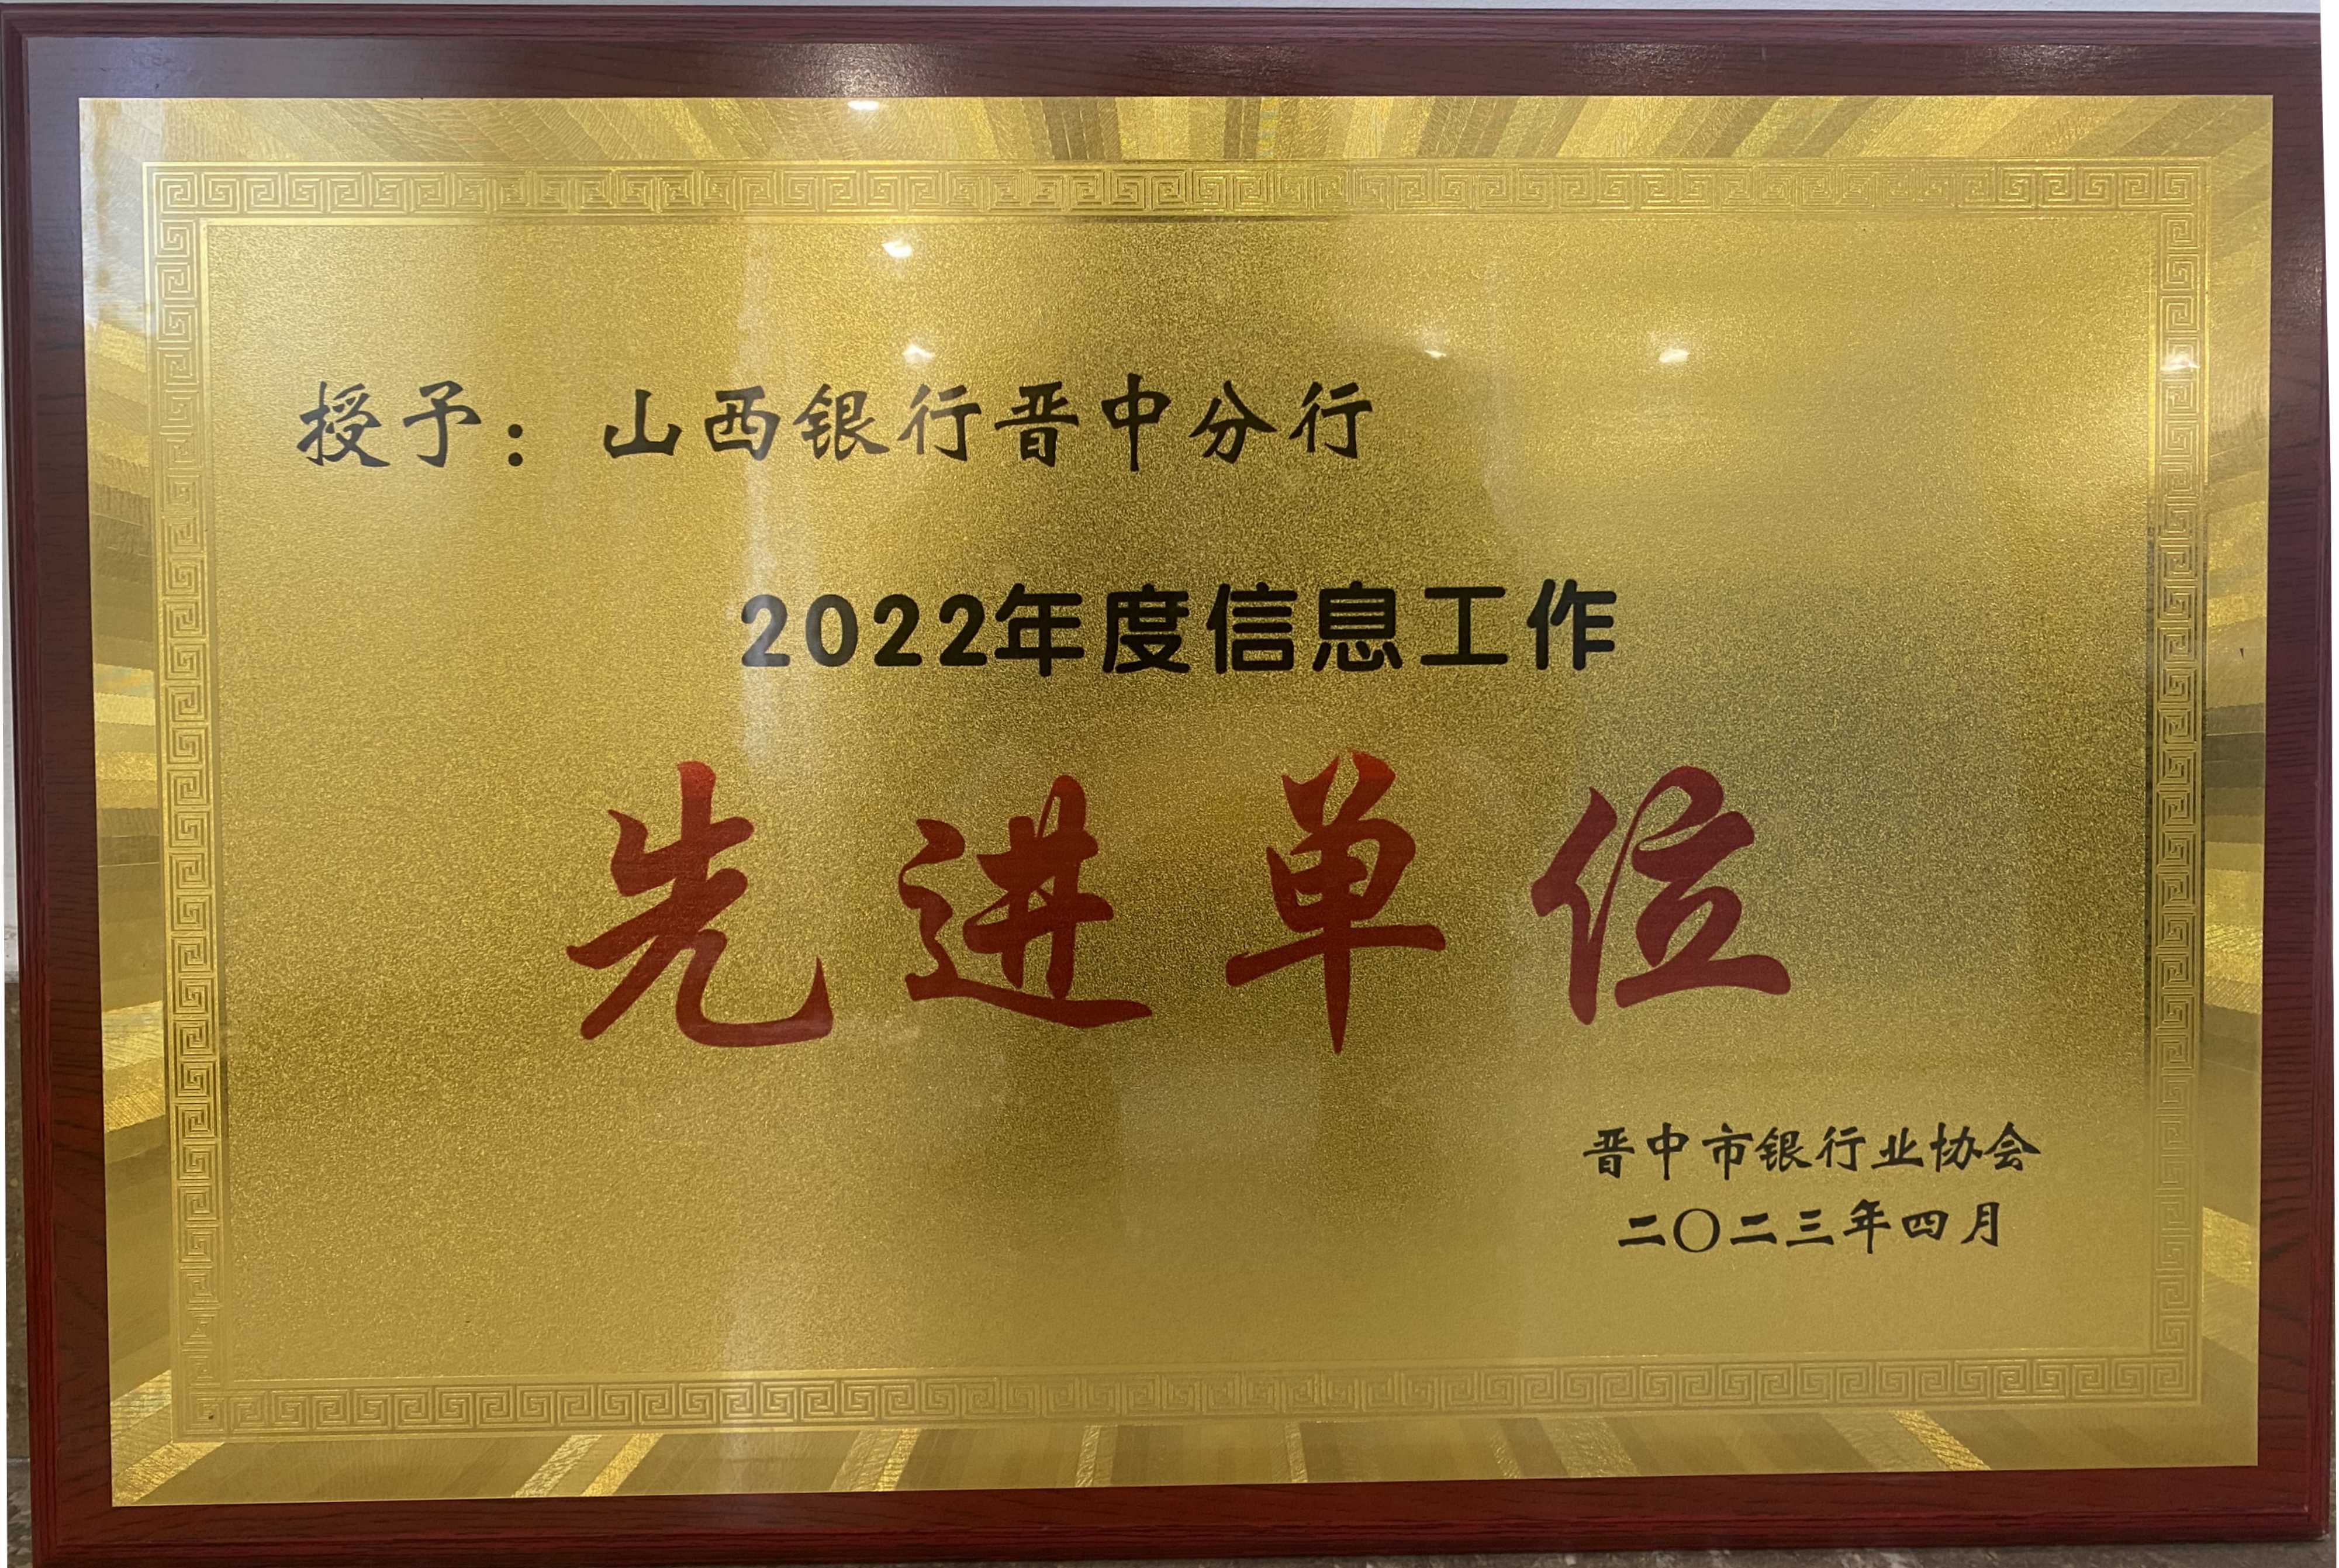 授予：山西银行晋中分行
2022年度信息工作
先进单位
晋中市银行业协会
二〇二三年四月